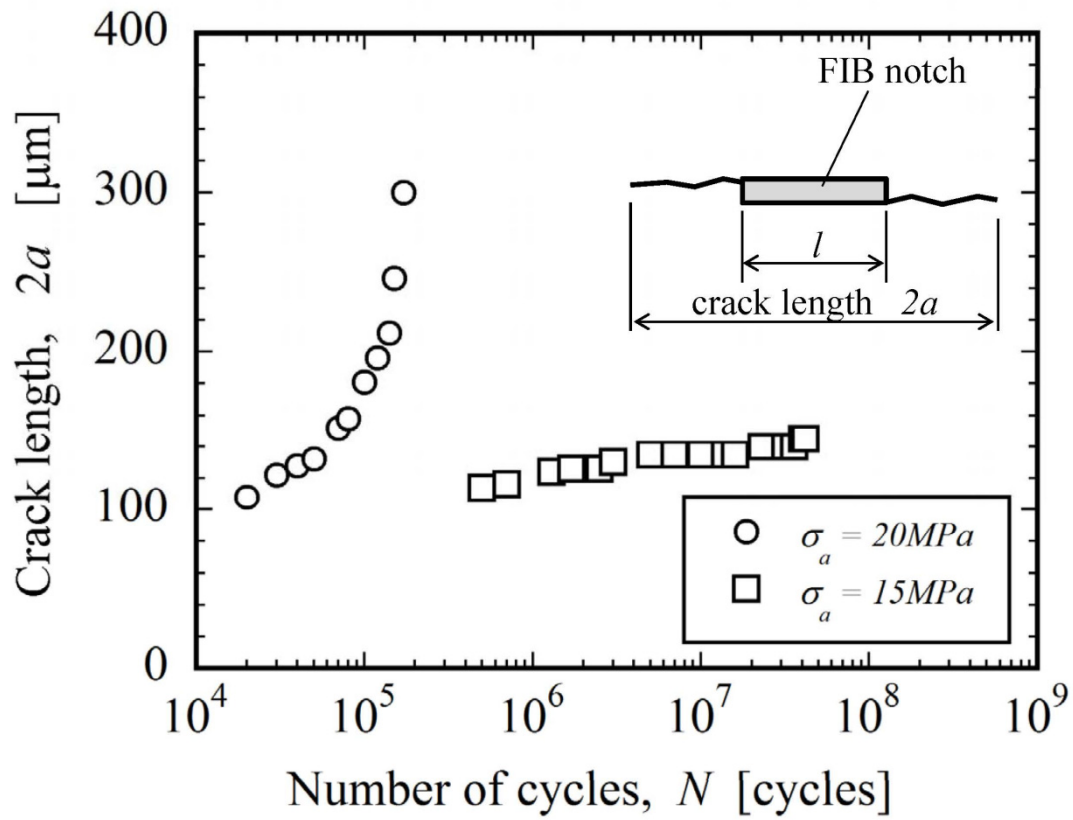 400
300
200
100
0
Crack length, 2a [μm]
FIB notch
l
crack length 2a
σa = 20MPa
σa = 15MPa
10^4
10^5
10^6
10^7
10^8
10^9
Number of cycles, N [cycles]